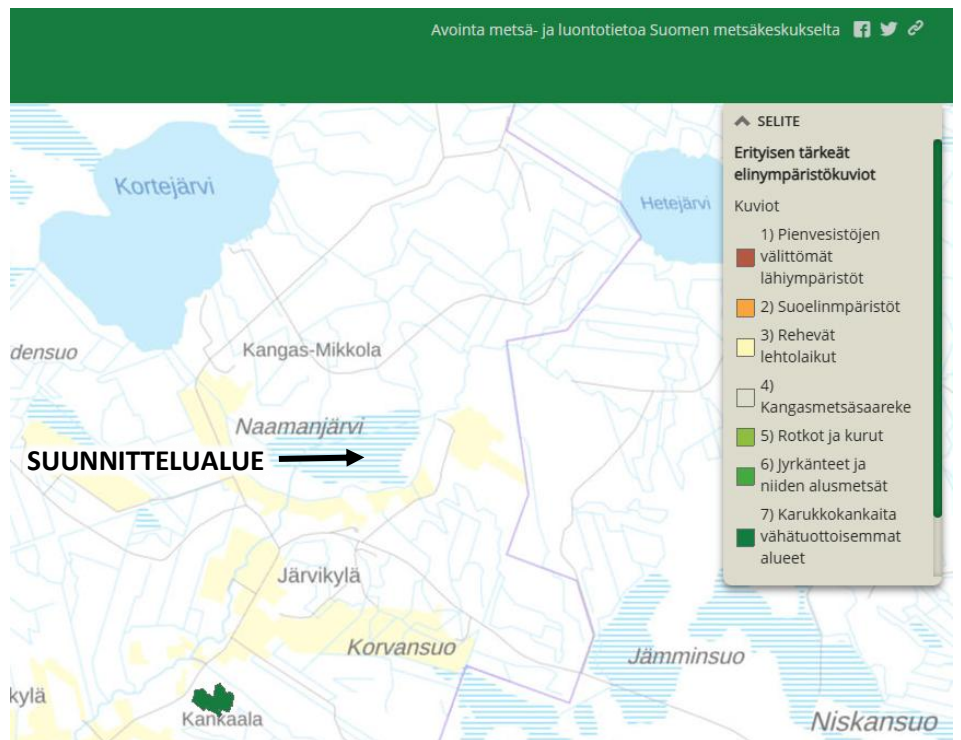 Avointa metsä- ja luontotietoa Suomen metsäkeskukselta
SELITE
Erityisen tärkeät
elinympäristökuviot
Kuviot
1) Pienvesistöjen
välittömät
lähiympäristöt
2) Suoelinmpäristöt
3) Rehevät
lehtolaikut
4)
Kangasmetsäsaareke
5) Rotkot ja kurut
6) Jyrkänteet ja
niiden alusmetsät
7) Karukkokankaita
vähätuottoisemmat
alueet
Kortejärvi
Hetejärvi
densuo
Kangas-Mikkola
Naamanjärvi
SUUNNITTELUALUE
Järvikylä
Korvansuo
Jämminsuo
kylä
Kankaala
Niskansuo